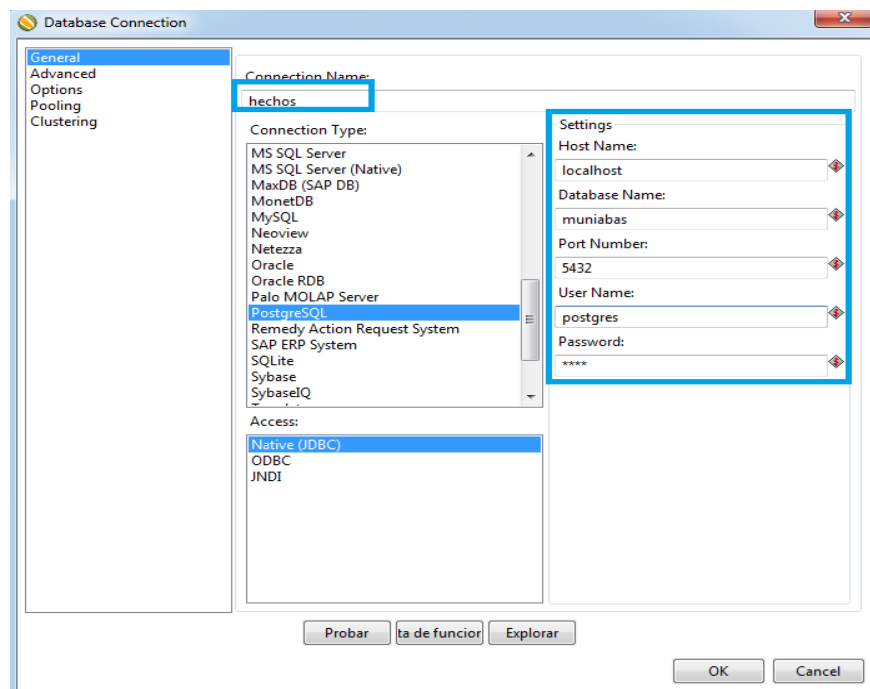 Database Connection
General
Advanced
Options
Pooling
Clustering
Connection Name:
hechos
Connection Type:
MS SQL Server
MS SQL Server (Native)
MaxDB (SAP DB)
MonetDB
MySQL
Neoview
Netezza
Oracle
Oracle RDB
Palo MOLAP Server
PostgreSQL
Remedy Action Request System
SAP ERP System
SQLite
Sybase
SybaseIQ
Access:
Native (JDBC)
ODBC
JNDI
Settings
Host Name:
localhost
Database Name:
muniabas
Port Number:
5432
User Name:
postgres
Password:
****
Probar
ta de funcior
Explorar
OK
Cancel